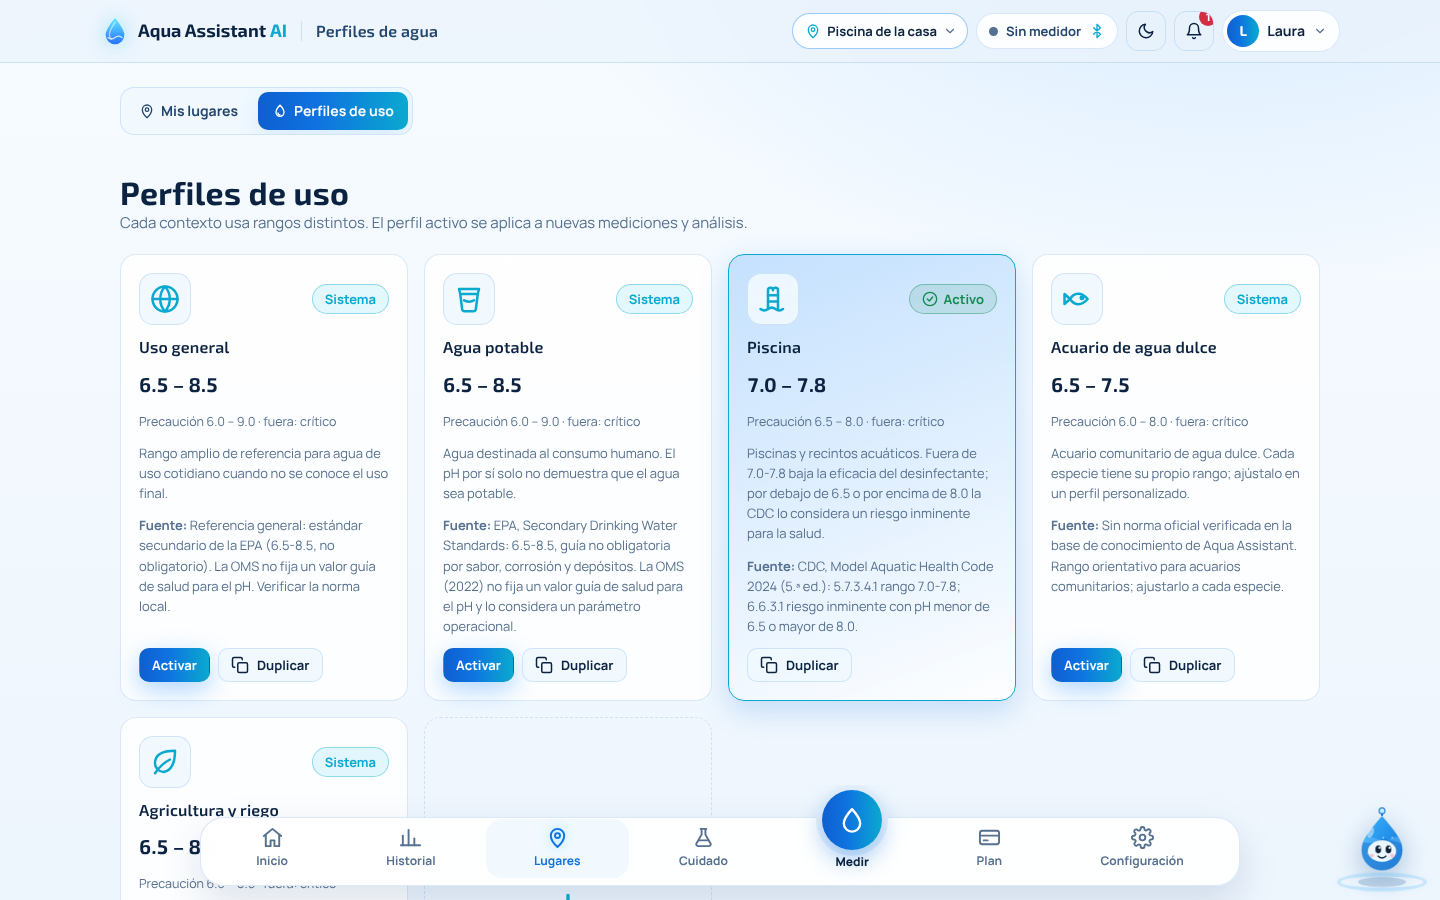 Aqua Assistant AI
Perfiles de agua
Piscina de la casa
Sin medidor
1
L
Laura
Mis lugares
Perfiles de uso
Perfiles de uso
Cada contexto usa rangos distintos. El perfil activo se aplica a nuevas mediciones y análisis.
Sistema
Uso general
6.5 – 8.5
Precaución 6.0 – 9.0 · fuera: crítico
Rango amplio de referencia para agua de
uso cotidiano cuando no se conoce el uso
final.
Fuente: Referencia general: estándar
secundario de la EPA (6.5-8.5, no
obligatorio). La OMS no fija un valor guía
de salud para el pH. Verificar la norma
local.
Activar
Duplicar
Sistema
Agua potable
6.5 – 8.5
Precaución 6.0 – 9.0 · fuera: crítico
Agua destinada al consumo humano. El
pH por sí solo no demuestra que el agua
sea potable.
Fuente: EPA, Secondary Drinking Water
Standards: 6.5-8.5, guía no obligatoria
por sabor, corrosión y depósitos. La OMS
(2022) no fija un valor guía de salud para
el pH y lo considera un parámetro
operacional.
Activar
Duplicar
Activo
Piscina
7.0 – 7.8
Precaución 6.5 – 8.0 · fuera: crítico
Piscinas y recintos acuáticos. Fuera de
7.0-7.8 baja la eficacia del desinfectante;
por debajo de 6.5 o por encima de 8.0 la
CDC lo considera un riesgo inminente
para la salud.
Fuente: CDC, Model Aquatic Health Code
2024 (5.ª ed.): 5.7.3.4.1 rango 7.0-7.8;
6.6.3.1 riesgo inminente con pH menor de
6.5 o mayor de 8.0.
Duplicar
Sistema
Acuario de agua dulce
6.5 – 7.5
Precaución 6.0 – 8.0 · fuera: crítico
Acuario comunitario de agua dulce. Cada
especie tiene su propio rango; ajústalo en
un perfil personalizado.
Fuente: Sin norma oficial verificada en la
base de conocimiento de Aqua Assistant.
Rango orientativo para acuarios
comunitarios; ajustarlo a cada especie.
Activar
Duplicar
Sistema
Agricultura y riego
6.5 – 8
Precaución
Inicio
Historial
Lugares
Cuidado
Medir
Plan
Configuración